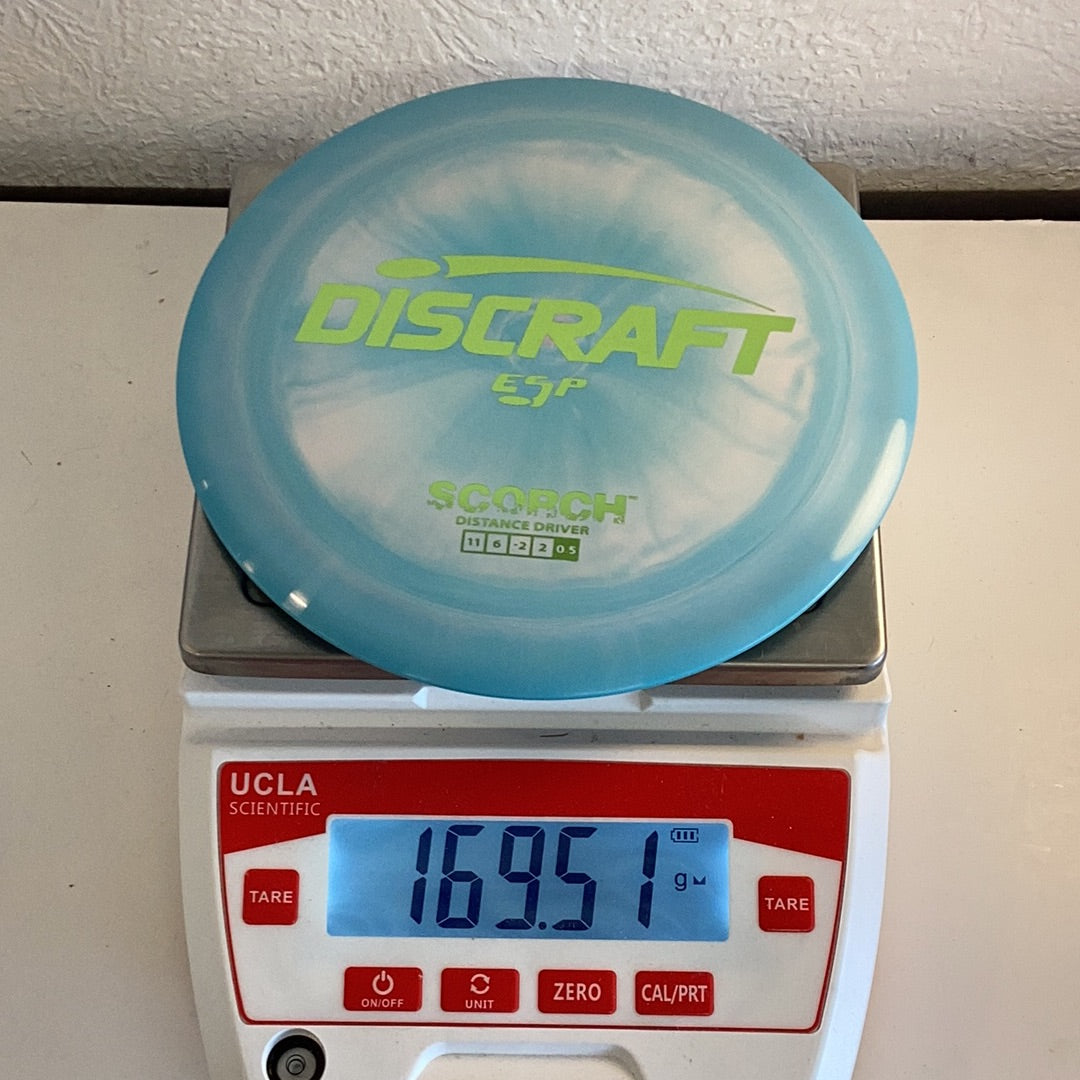 DISCRAFT
ESP
SCORCH™
DISTANCE DRIVER
11 6 -2 2 0.5
UCLA
SCIENTIFIC
169.51
g
TARE
TARE
ON/OFF
UNIT
ZERO
CAL/PRT